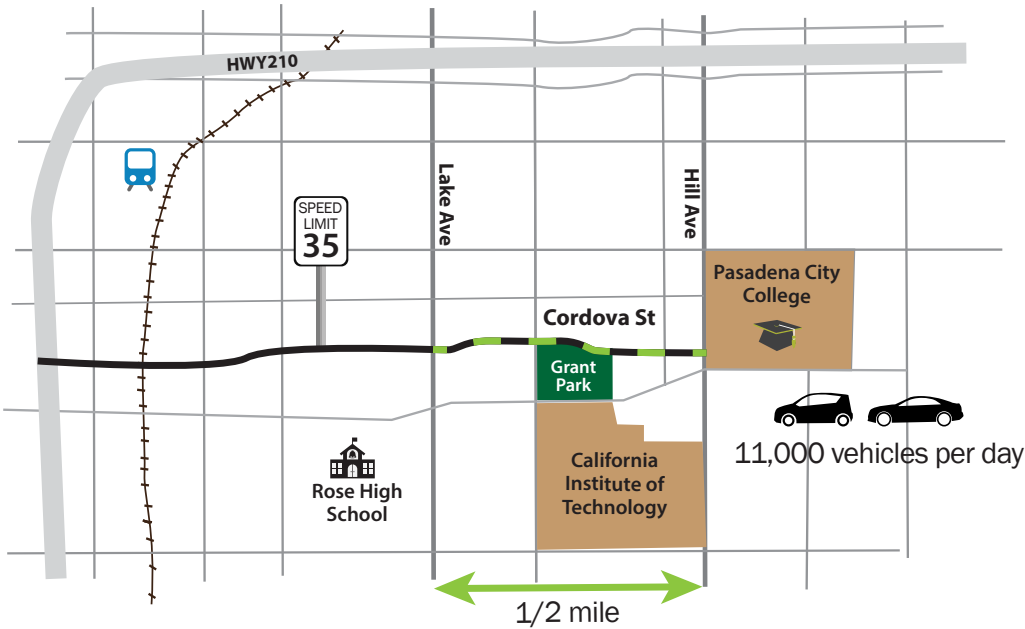 HWY210
Lake Ave
Hill Ave
SPEED
LIMIT
35
Pasadena City
College
Cordova St
Grant
Park
11,000 vehicles per day
California
Institute of
Technology
Rose High
School
1/2 mile